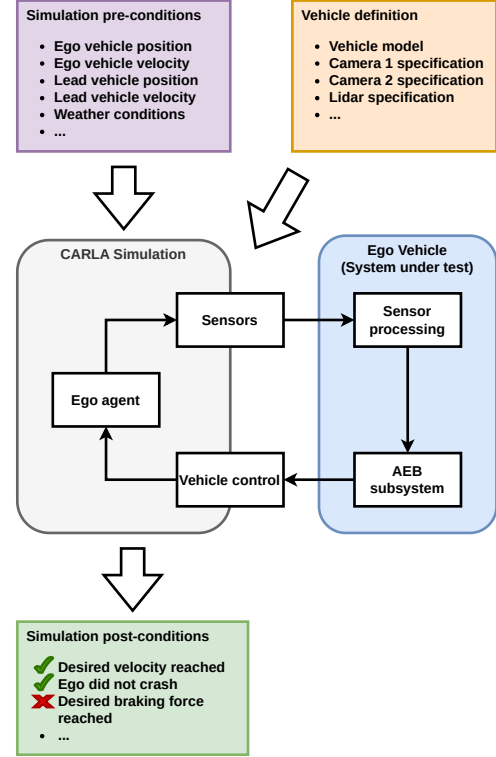 Simulation pre-conditions
• Ego vehicle position
• Ego vehicle velocity
• Lead vehicle position
• Lead vehicle velocity
• Weather conditions
• ...
Vehicle definition
• Vehicle model
• Camera 1 specification
• Camera 2 specification
• Lidar specification
• ...
CARLA Simulation
Ego Vehicle
(System under test)
Sensors
Sensor
processing
Ego agent
Vehicle control
AEB
subsystem
Simulation post-conditions
Desired velocity reached
Ego did not crash
Desired braking force
reached
• ...